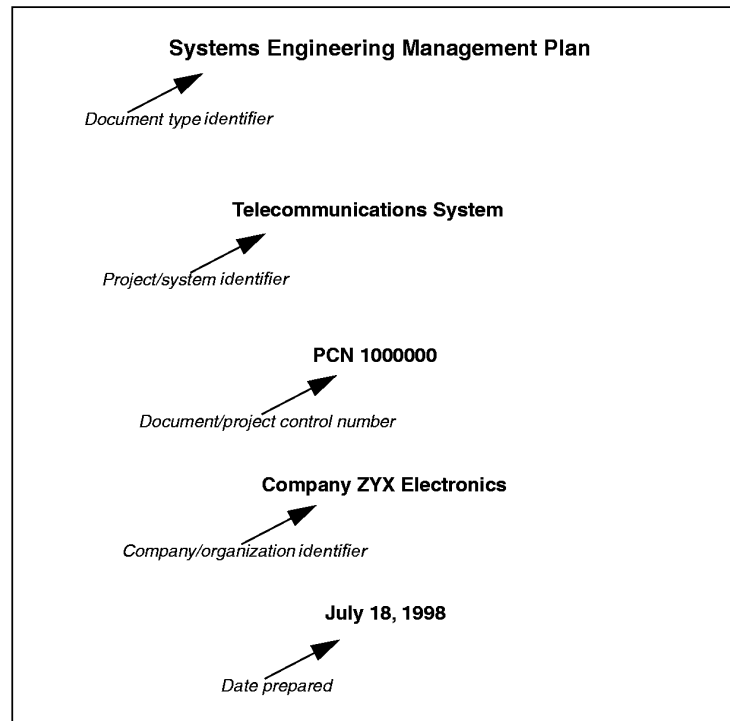 Systems Engineering Management Plan
Document type identifier
Telecommunications System
Project/system identifier
PCN 1000000
Document/project control number
Company ZYX Electronics
Company/organization identifier
July 18, 1998
Date prepared